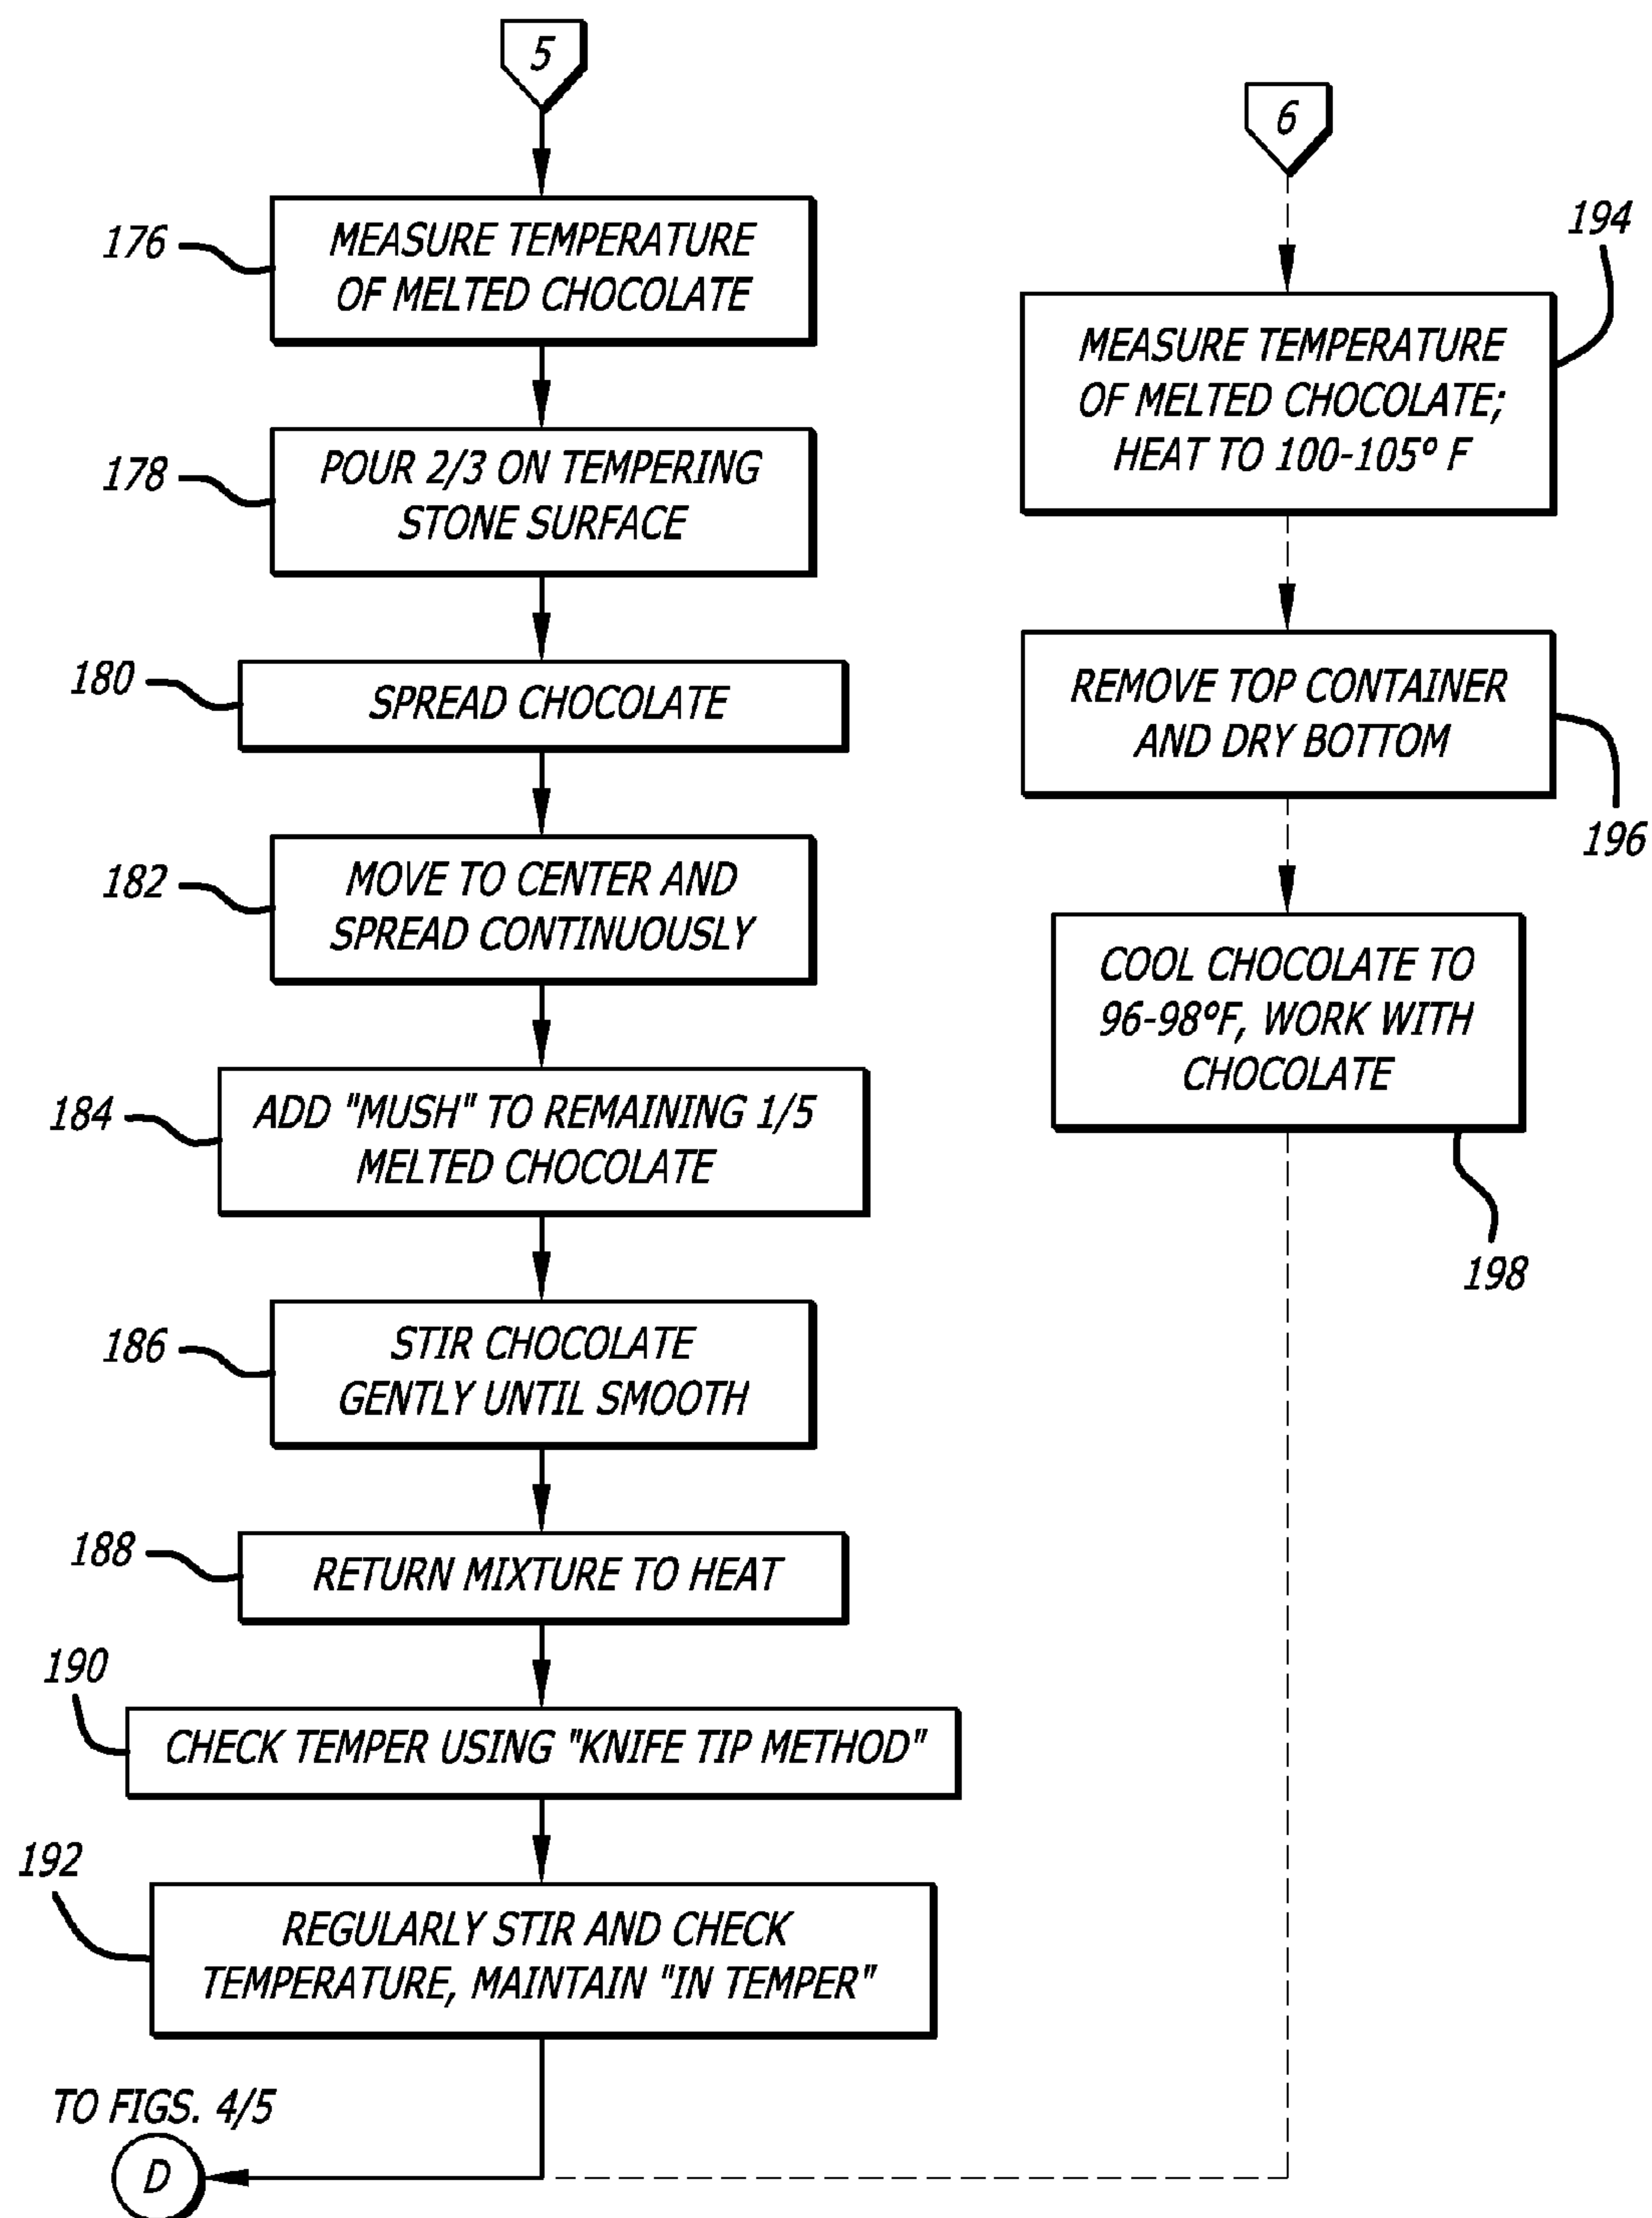 5
176
MEASURE TEMPERATURE
OF MELTED CHOCOLATE
178
POUR 2/3 ON TEMPERING
STONE SURFACE
180
SPREAD CHOCOLATE
182
MOVE TO CENTER AND
SPREAD CONTINUOUSLY
184
ADD "MUSH" TO REMAINING 1/5
MELTED CHOCOLATE
186
STIR CHOCOLATE
GENTLY UNTIL SMOOTH
188
RETURN MIXTURE TO HEAT
190
CHECK TEMPER USING "KNIFE TIP METHOD"
192
REGULARLY STIR AND CHECK
TEMPERATURE, MAINTAIN "IN TEMPER"
TO FIGS. 4/5
D
6
194
MEASURE TEMPERATURE
OF MELTED CHOCOLATE;
HEAT TO 100-105º F
REMOVE TOP CONTAINER
AND DRY BOTTOM
196
COOL CHOCOLATE TO
96-98ºF, WORK WITH
CHOCOLATE
198